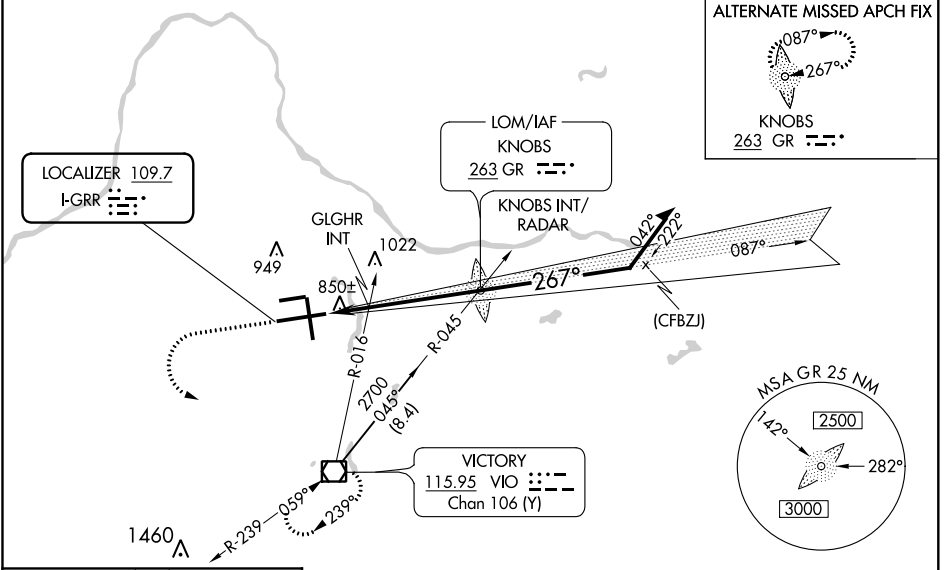 ALTERNATE MISSED APCH FIX
087°
267°
KNOBS
263 GR
LOM/IAF
KNOBS
263 GR
LOCALIZER 109.7
I-GRR
KNOBS INT/
RADAR
GLGHR
INT
1022
949
850±
042°
222°
087°
267°
(CFBZJ)
R-016
R-045
2700
045°
(8.4)
MSA GR 25 NM
142°
2500
282°
3000
VICTORY
115.95 VIO
Chan 106 (Y)
R-239
059°
239°
1460